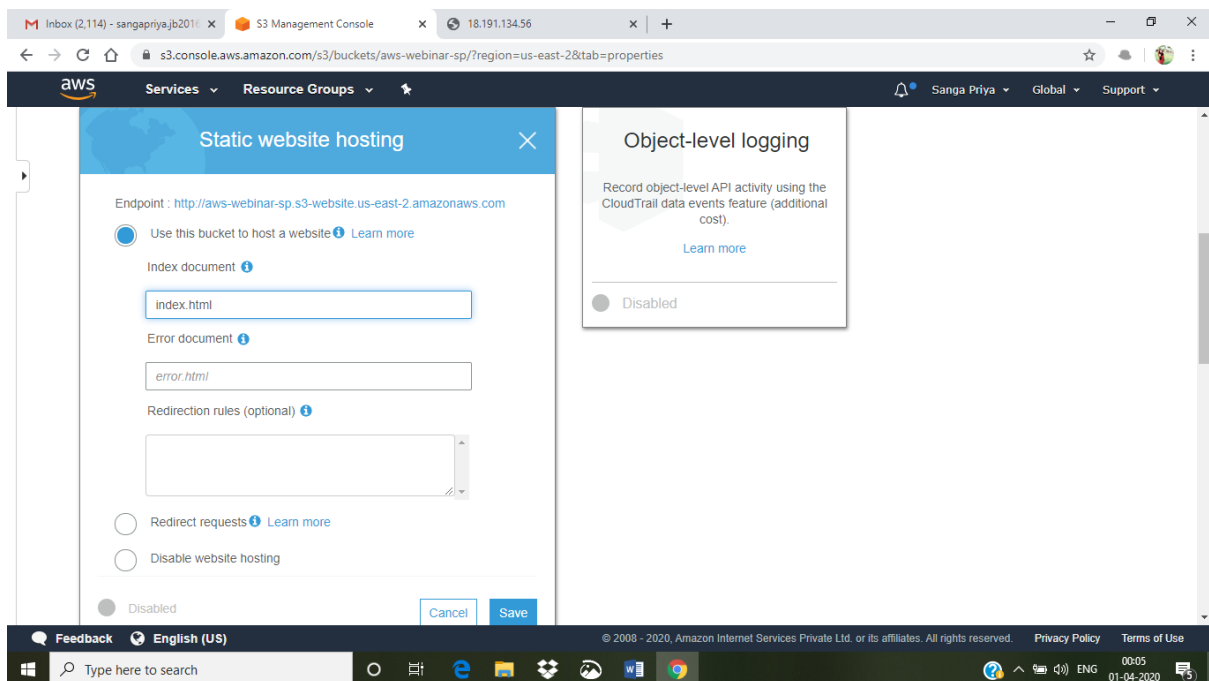 Inbox (2,114) - sangapriya.jb2016
S3 Management Console
18.191.134.56
s3.console.aws.amazon.com/s3/buckets/aws-webinar-sp/?region=us-east-2&tab=properties
aws
Services
Resource Groups
Sanga Priya
Global
Support
Static website hosting
Endpoint : http://aws-webinar-sp.s3-website.us-east-2.amazonaws.com
Use this bucket to host a website Learn more
Index document
index.html
Error document
error.html
Redirection rules (optional)
Redirect requests Learn more
Disable website hosting
Disabled
Cancel
Save
Object-level logging
Record object-level API activity using the
CloudTrail data events feature (additional
cost).
Learn more
Disabled
Feedback
English (US)
© 2008 - 2020, Amazon Internet Services Private Ltd. or its affiliates. All rights reserved.
Privacy Policy
Terms of Use
Type here to search
ENG
00:05
01-04-2020
5